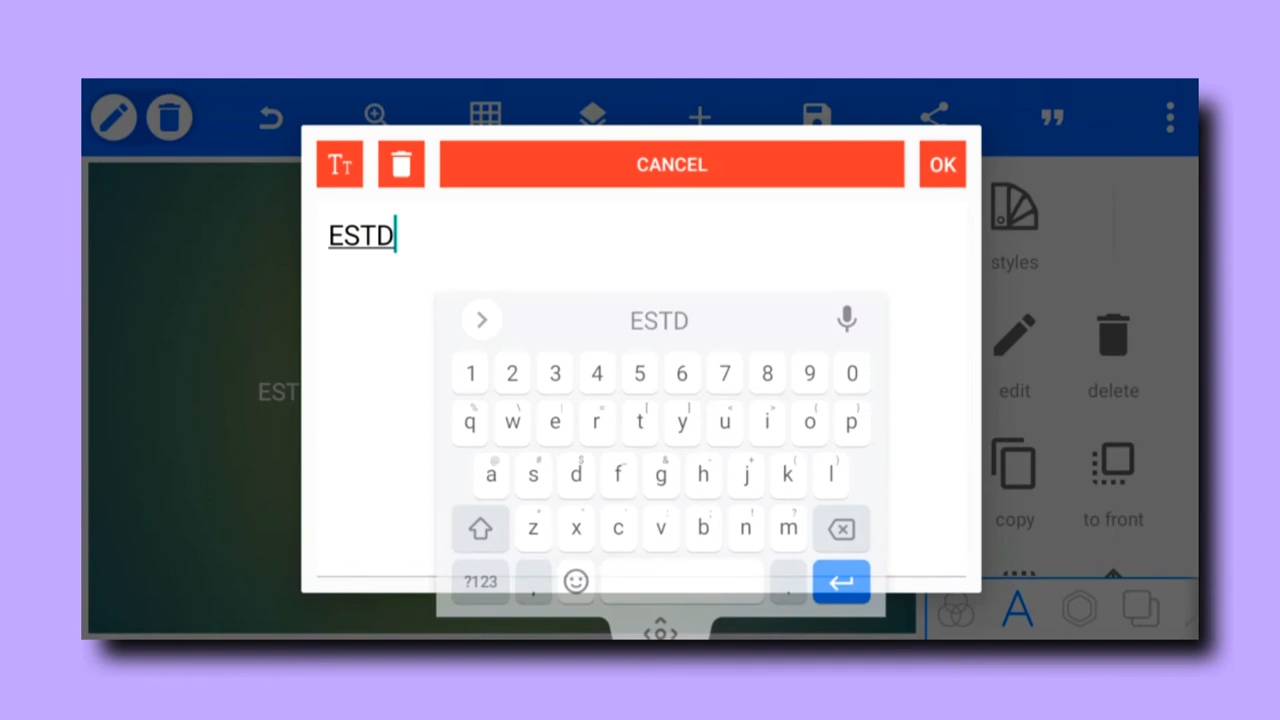 CANCEL
OK
ESTD
styles
ESTD
1 2 3 4 5 6 7 8 9 0
q w e r t y u i o p
EST
edit
delete
a s d f g h j k l
z x c v b n m
copy
to front
?123 , .
A